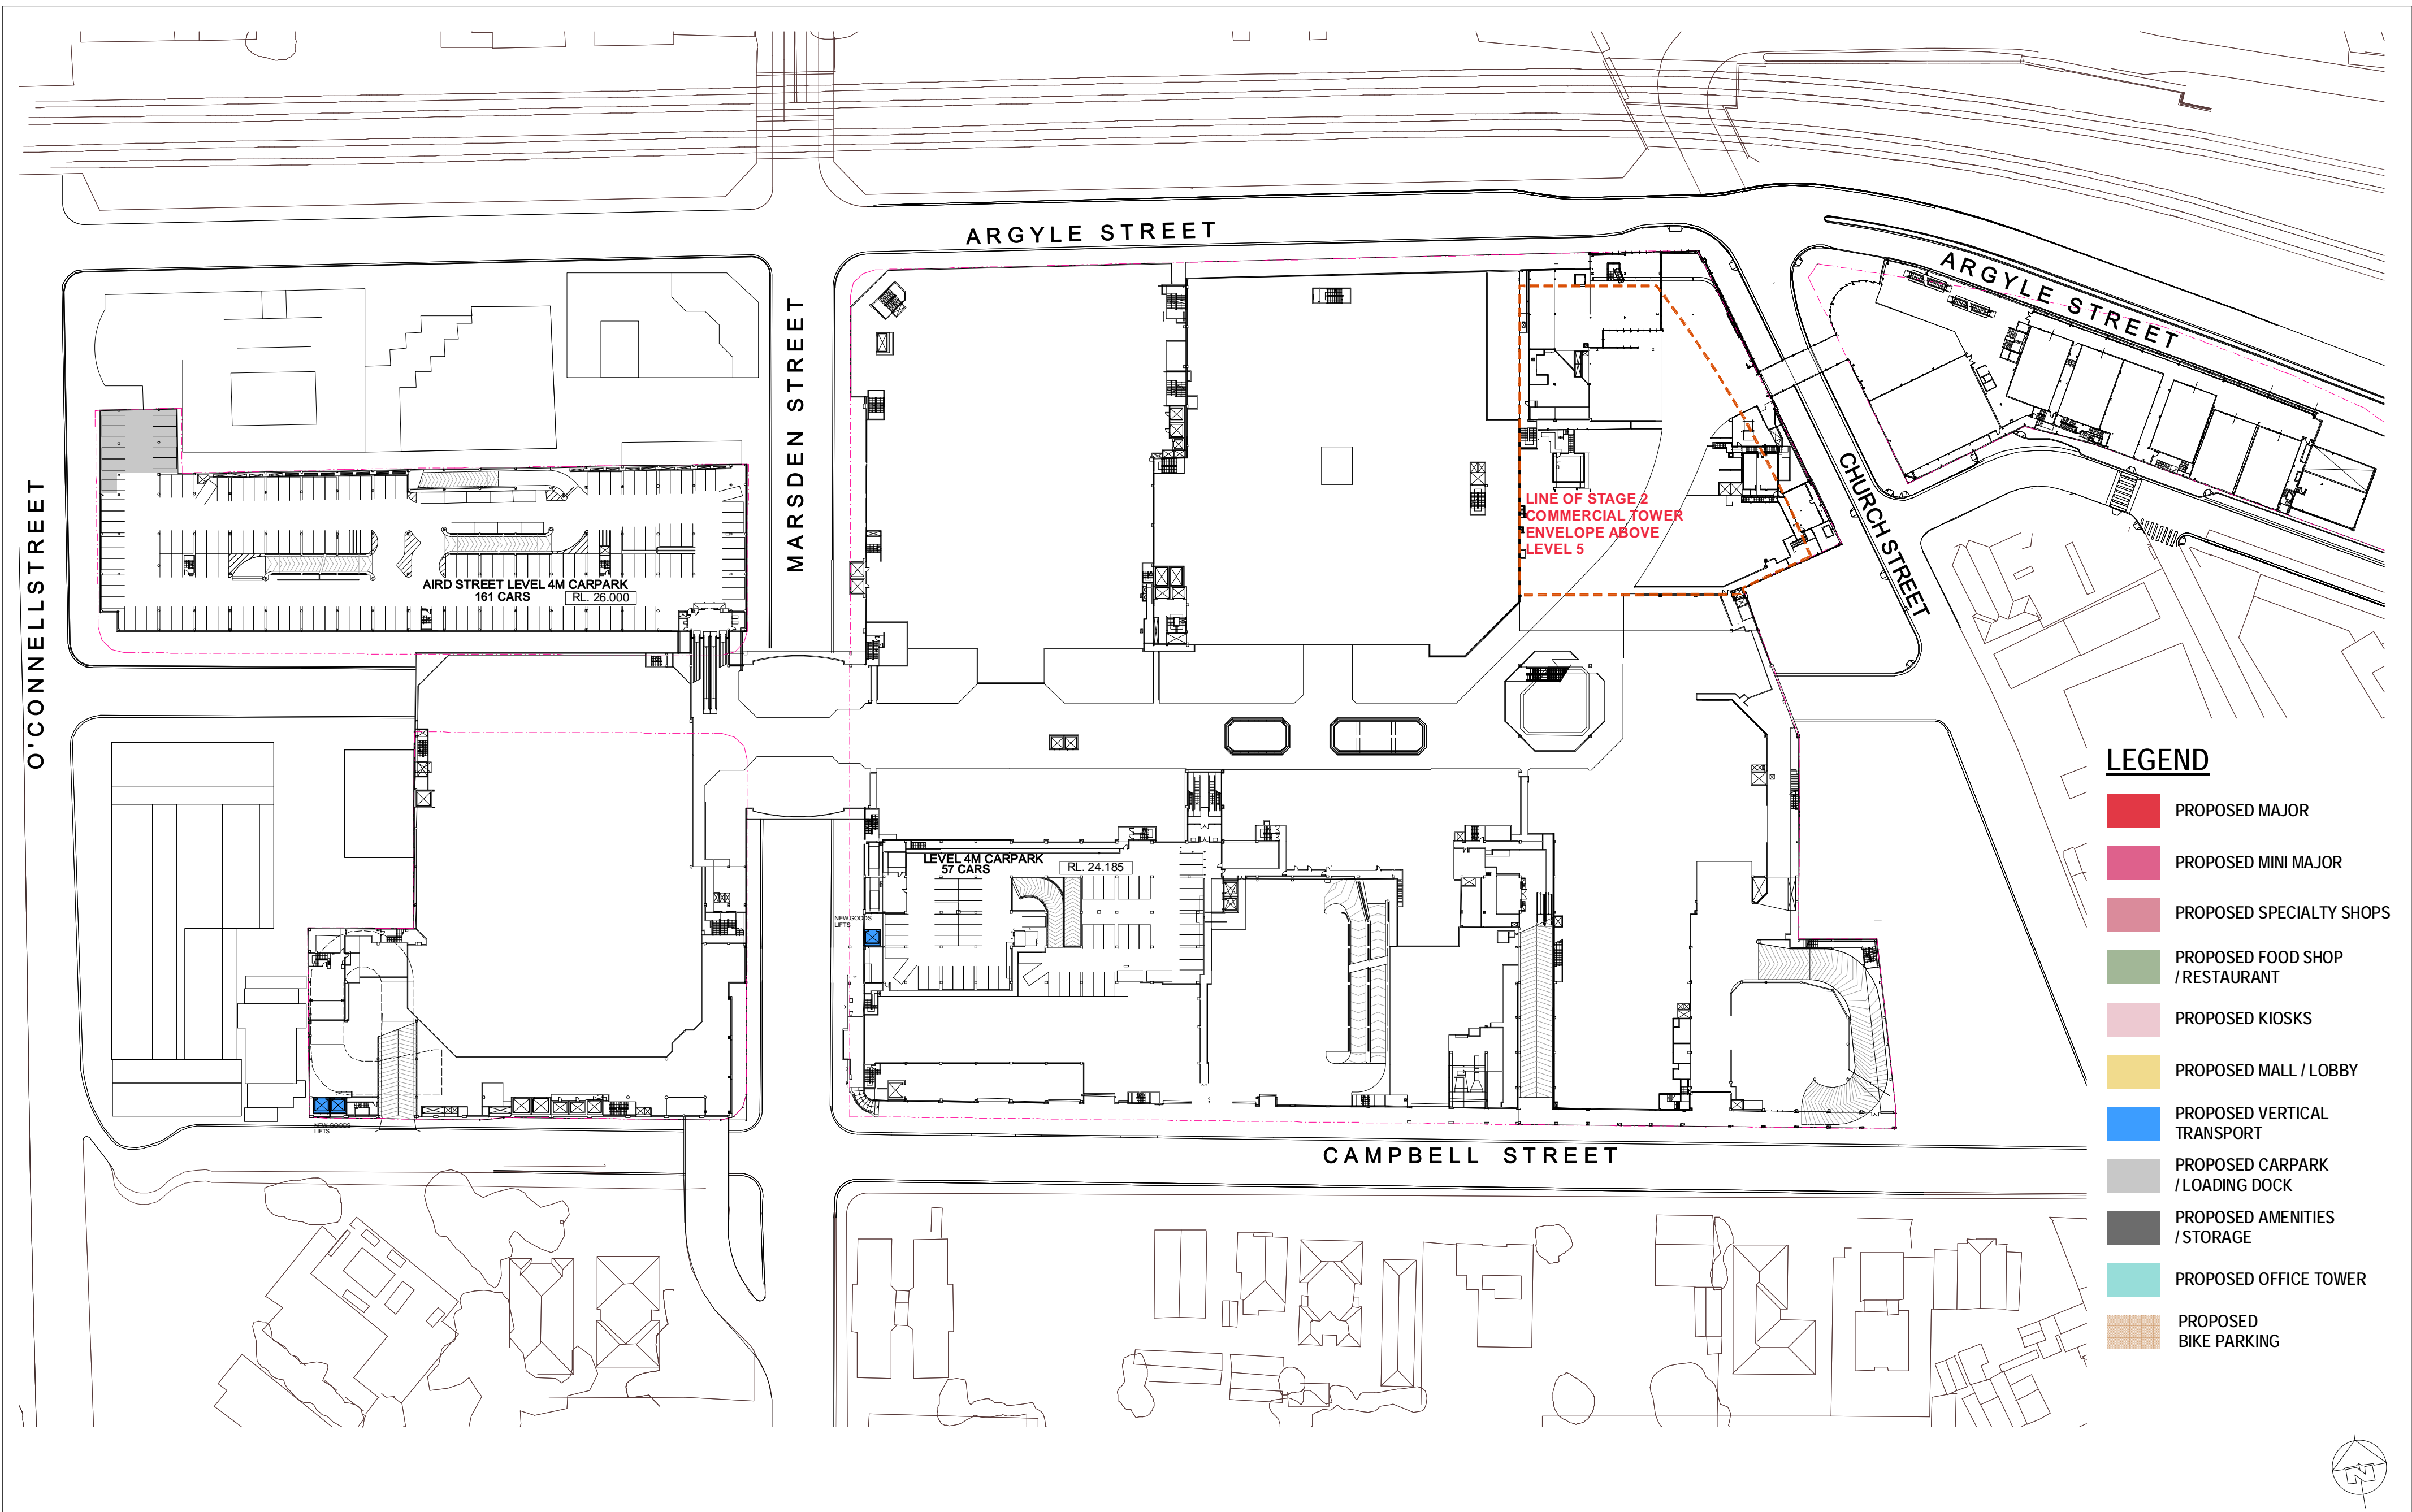 ARGYLE STREET
ARGYLE STREET
O'CONNELLSTREET
MARSDEN STREET
CHURCH STREET
LINE OF STAGE 2
COMMERCIAL TOWER
ENVELOPE ABOVE
LEVEL 5
AIRD STREET LEVEL 4M CARPARK
161 CARS
RL. 26.000
LEVEL 4M CARPARK
57 CARS
RL. 24.185
NEW GOODS
LIFTS
NEW GOODS
LIFTS
CAMPBELL STREET
LEGEND
PROPOSED MAJOR
PROPOSED MINI MAJOR
PROPOSED SPECIALTY SHOPS
PROPOSED FOOD SHOP
/ RESTAURANT
PROPOSED KIOSKS
PROPOSED MALL / LOBBY
PROPOSED VERTICAL
TRANSPORT
PROPOSED CARPARK
/ LOADING DOCK
PROPOSED AMENITIES
/ STORAGE
PROPOSED OFFICE TOWER
PROPOSED
BIKE PARKING
N